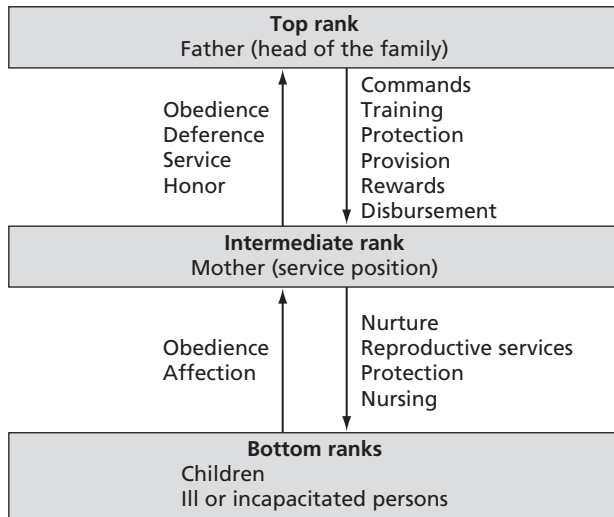 Top rank
Father (head of the family)
Obedience
Deference
Service
Honor
Commands
Training
Protection
Provision
Rewards
Disbursement
Intermediate rank
Mother (service position)
Obedience
Affection
Nurture
Reproductive services
Protection
Nursing
Bottom ranks
Children
Ill or incapacitated persons